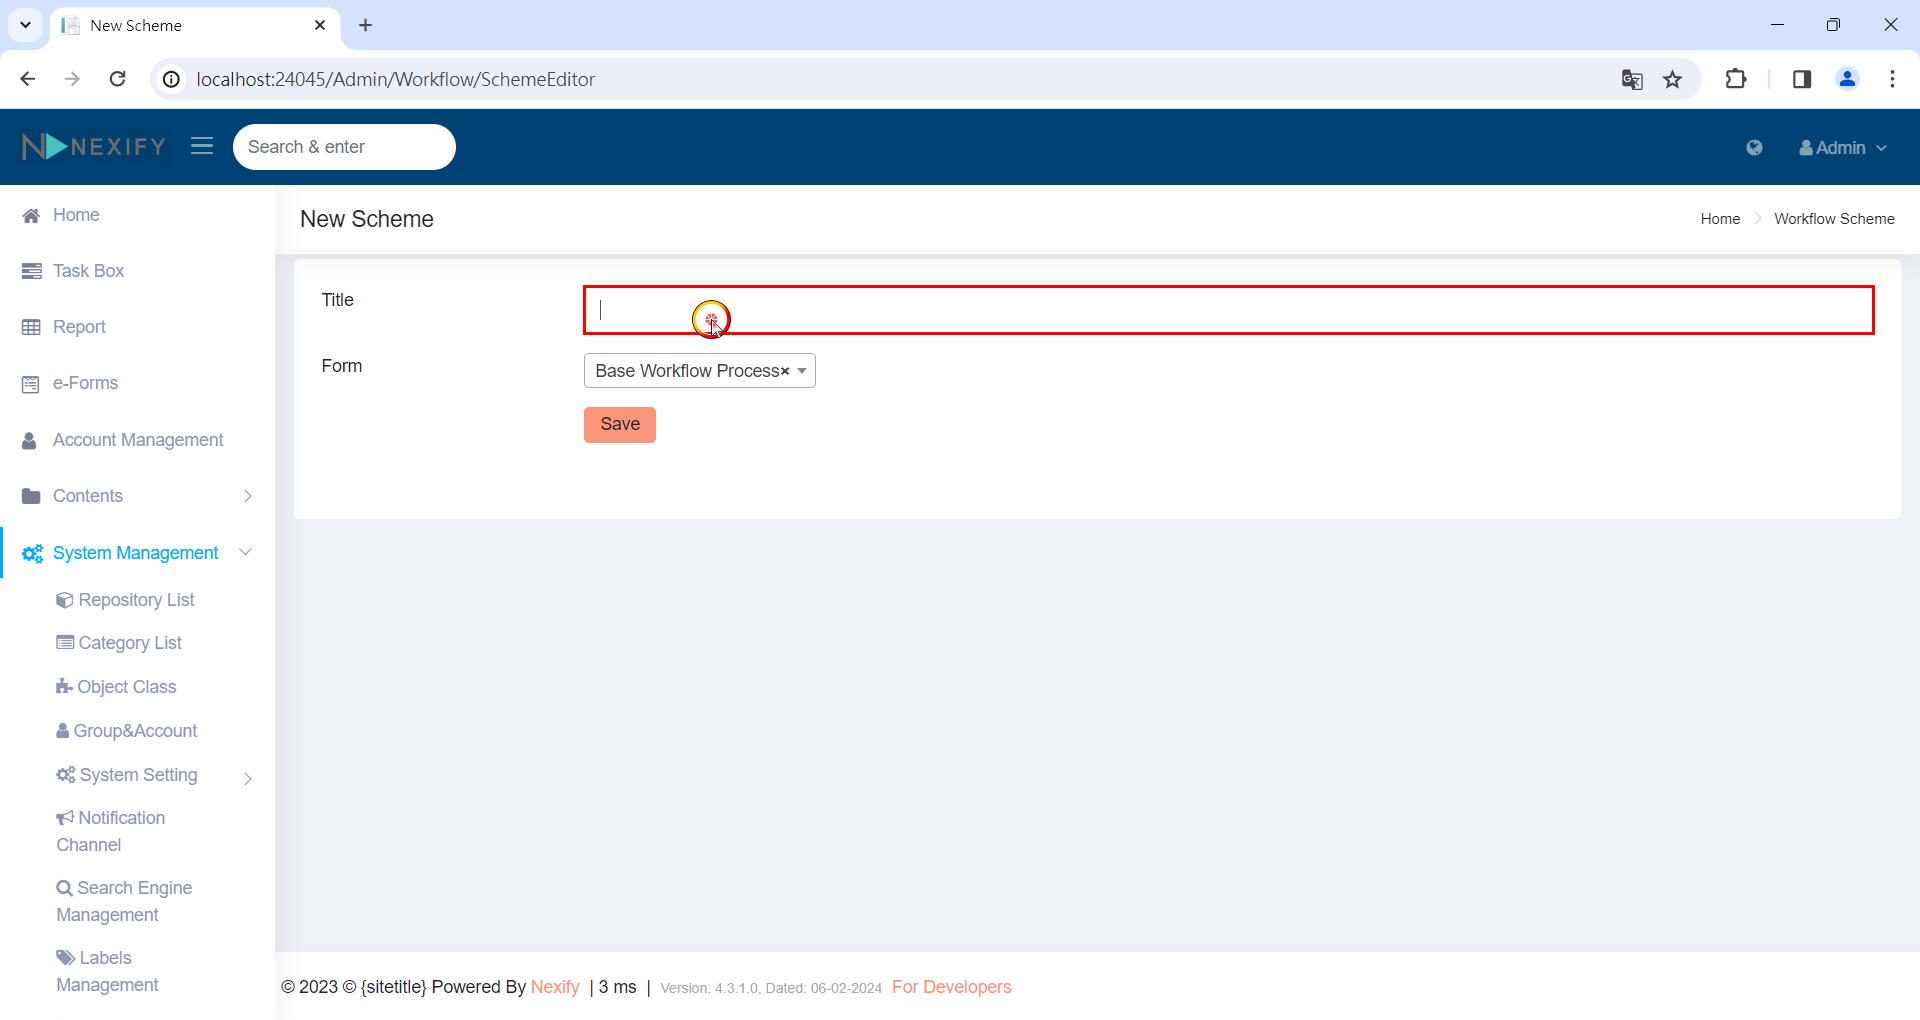 New Scheme
localhost:24045/Admin/Workflow/SchemeEditor
NEXIFY
Search & enter
Admin
Home
Task Box
Report
e-Forms
Account Management
Contents
System Management
Repository List
Category List
Object Class
Group&Account
System Setting
Notification
Channel
Search Engine
Management
Labels
Management
New Scheme
Home Workflow Scheme
Title
Form
Base Workflow Process×
Save
© 2023 © {sitetitle} Powered By Nexify | 3 ms | Version: 4.3.1.0, Dated: 06-02-2024 For Developers